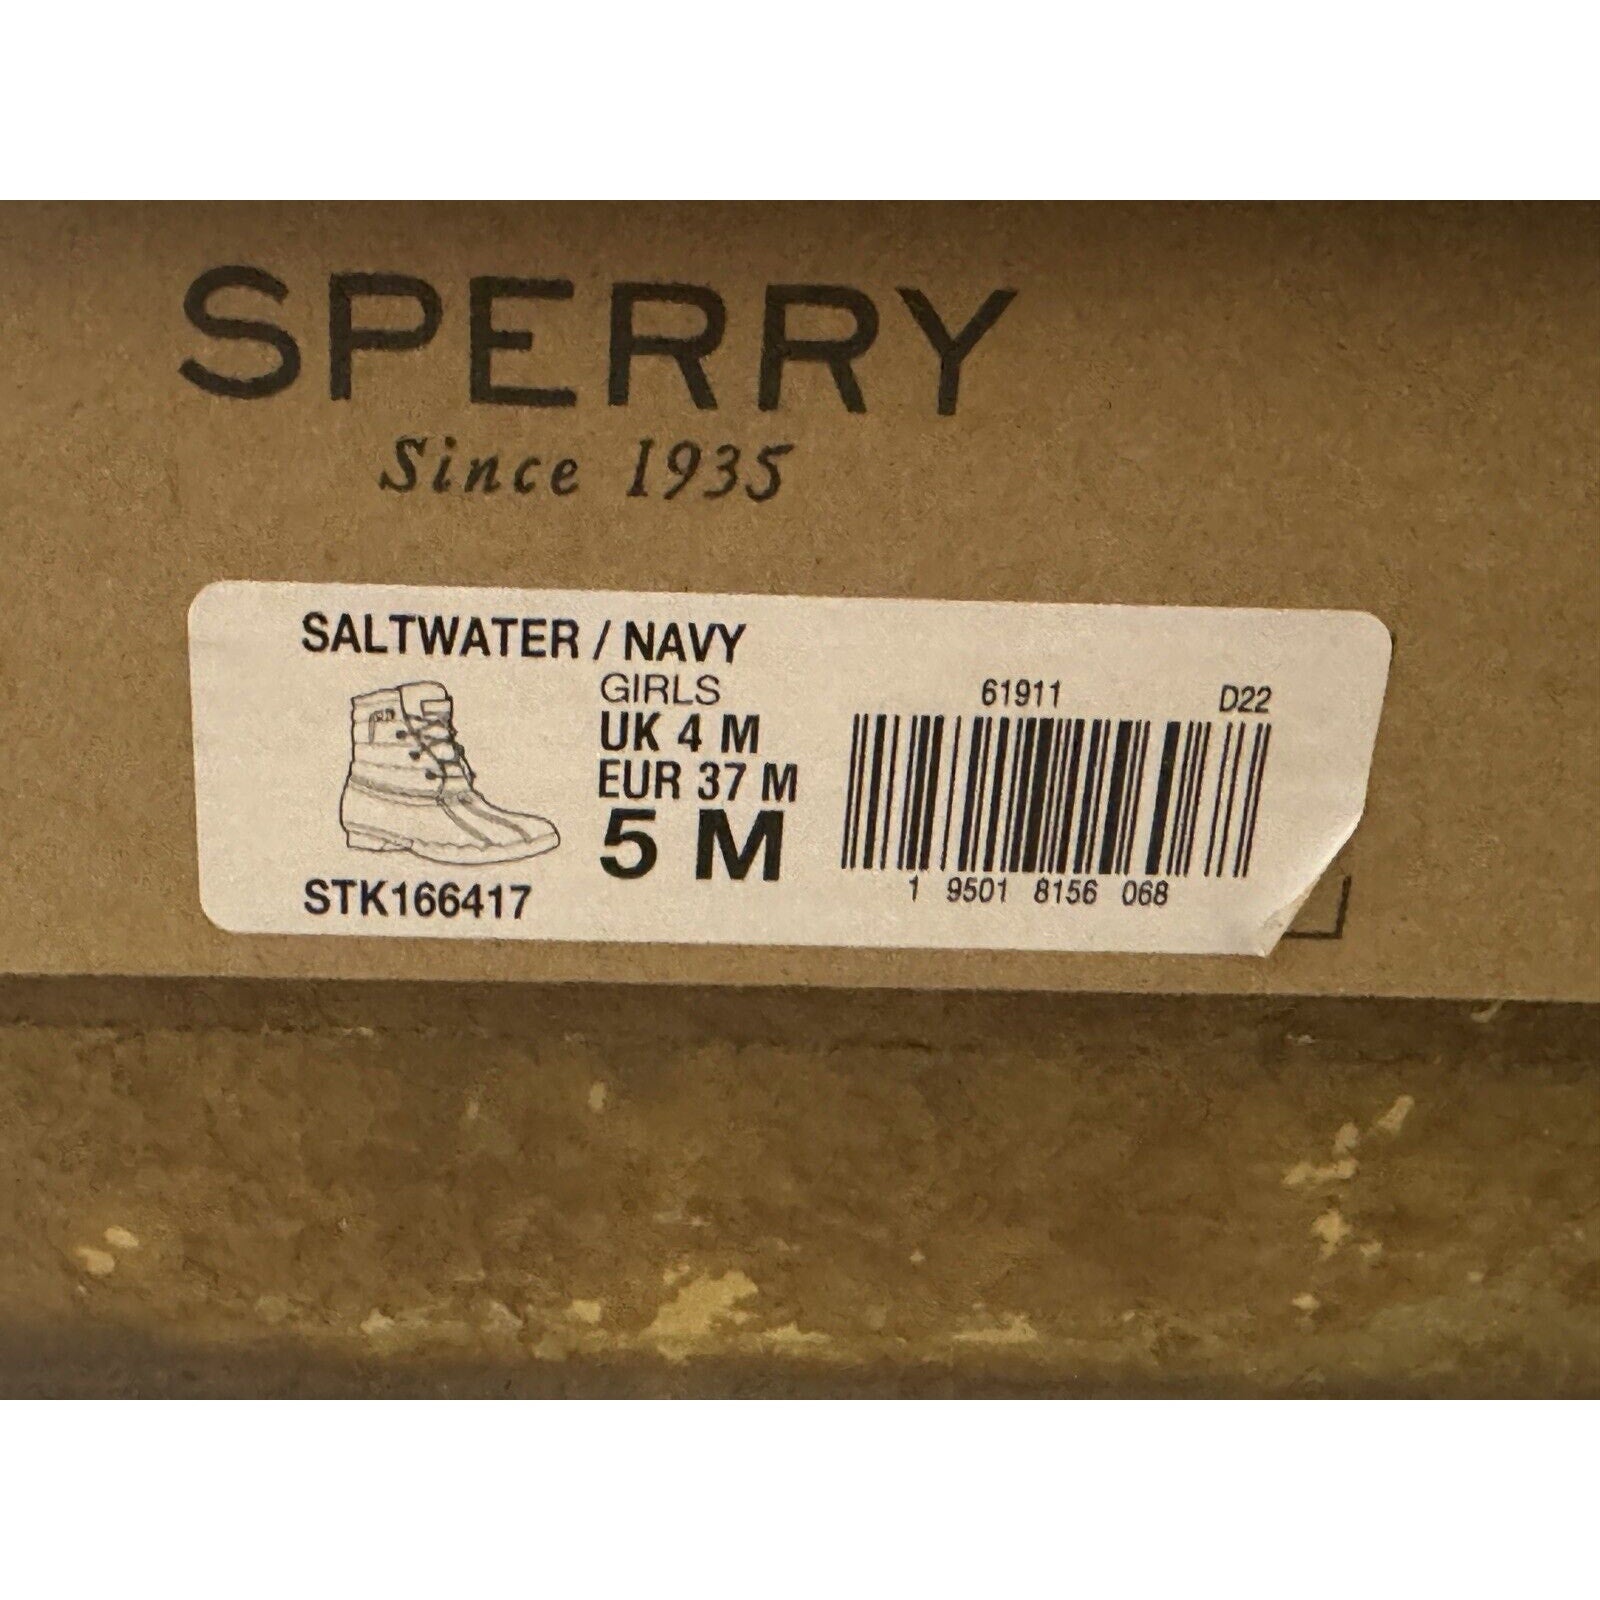 SPERRY
Since 1935
SALTWATER / NAVY
GIRLS
UK 4 M
EUR 37 M
5 M
STK166417
61911 D22
1 9501 8156 068